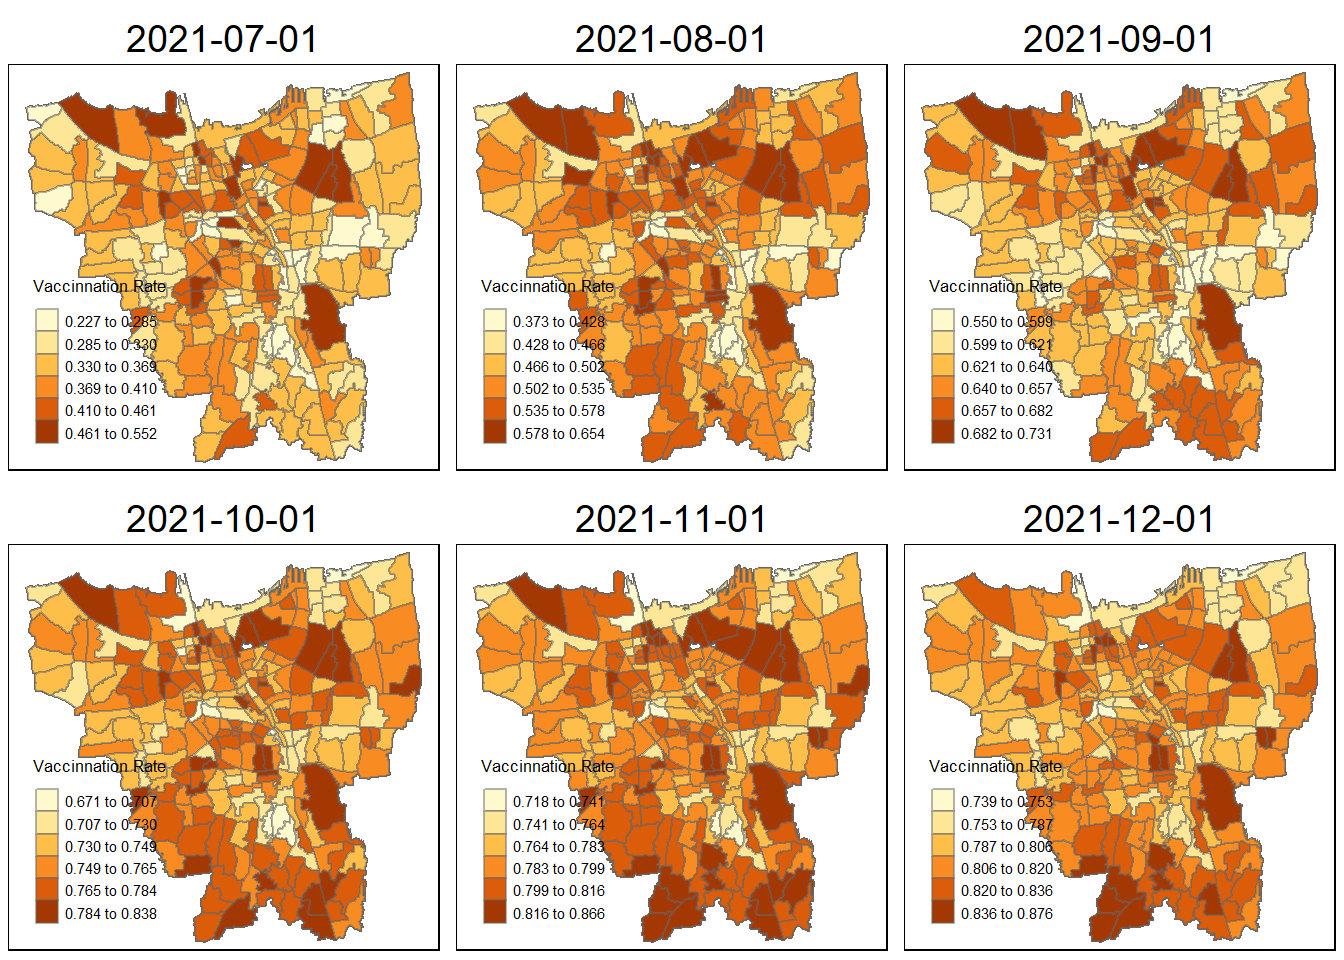 2021-07-01
Vaccinnation Rate
0.227 to 0.285
0.285 to 0.330
0.330 to 0.369
0.369 to 0.410
0.410 to 0.461
0.461 to 0.552
2021-08-01
Vaccinnation Rate
0.373 to 0.428
0.428 to 0.466
0.466 to 0.502
0.502 to 0.535
0.535 to 0.578
0.578 to 0.654
2021-09-01
Vaccinnation Rate
0.550 to 0.599
0.599 to 0.621
0.621 to 0.640
0.640 to 0.657
0.657 to 0.682
0.682 to 0.731
2021-10-01
Vaccinnation Rate
0.671 to 0.707
0.707 to 0.730
0.730 to 0.749
0.749 to 0.765
0.765 to 0.784
0.784 to 0.838
2021-11-01
Vaccinnation Rate
0.718 to 0.741
0.741 to 0.764
0.764 to 0.783
0.783 to 0.799
0.799 to 0.816
0.816 to 0.866
2021-12-01
Vaccinnation Rate
0.739 to 0.753
0.753 to 0.787
0.787 to 0.806
0.806 to 0.820
0.820 to 0.836
0.836 to 0.876